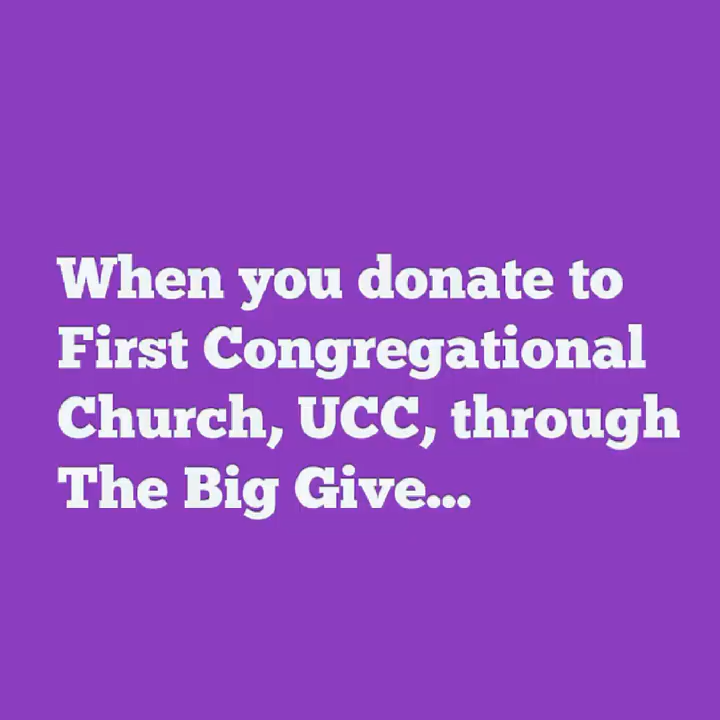 When you donate to
First Congregational
Church, UCC, through
The Big Give...